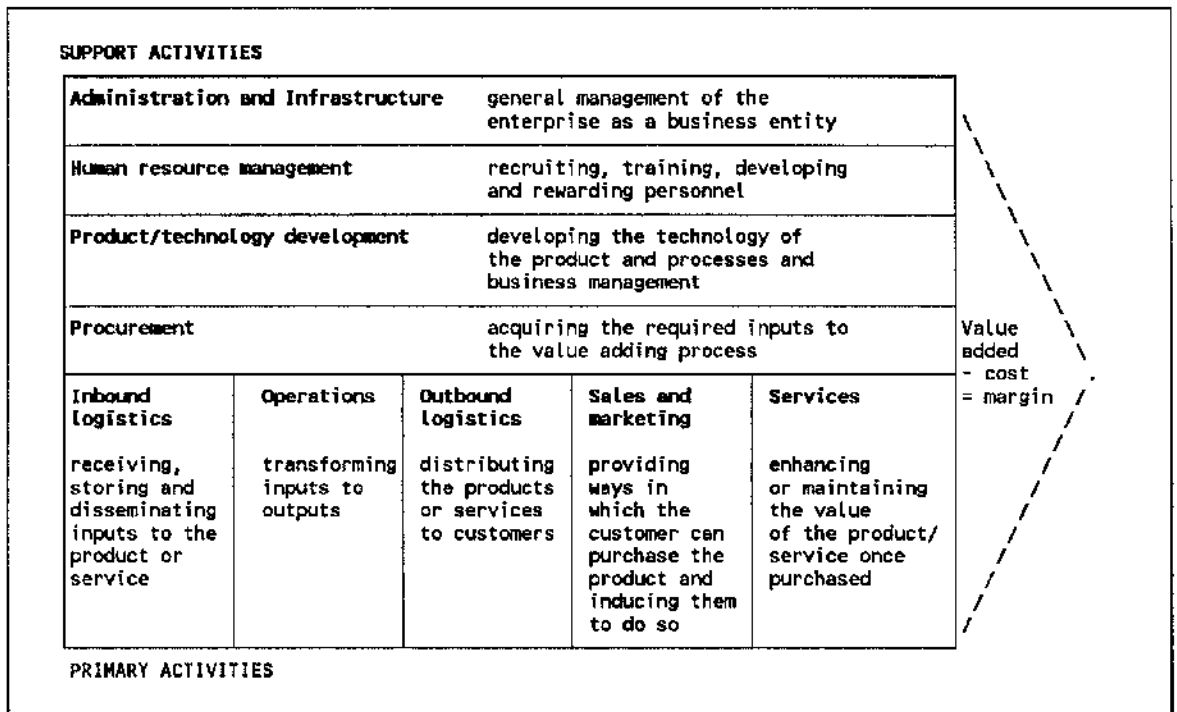 SUPPORT ACTIVITIES
Administration and Infrastructure
general management of the
enterprise as a business entity
Human resource management
recruiting, training, developing
and rewarding personnel
Product/technology development
developing the technology of
the product and processes and
business management
Procurement
acquiring the required inputs to
the value adding process
Inbound
logistics
receiving,
storing and
disseminating
inputs to the
product or
service
Operations
transforming
inputs to
outputs
Outbound
logistics
distributing
the products
or services
to customers
Sales and
marketing
providing
ways in
which the
customer can
purchase the
product and
inducing them
to do so
Services
enhancing
or maintaining
the value
of the product/
service once
purchased
Value
added
- cost
= margin
PRIMARY ACTIVITIES